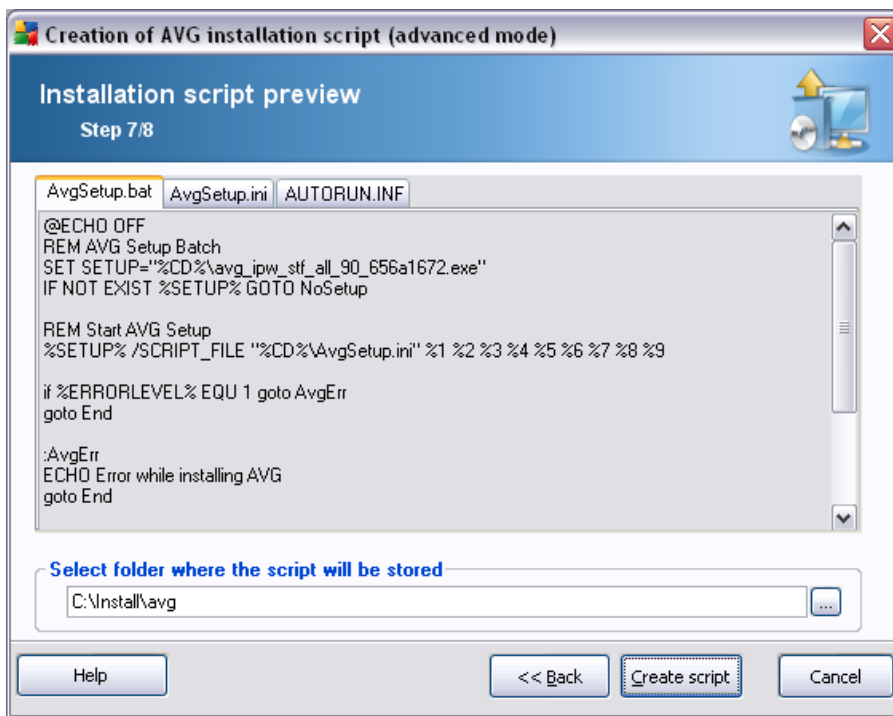 Creation of AVG installation script (advanced mode)
Installation script preview
Step 7/8
AvgSetup.bat AvgSetup.ini AUTORUN.INF
@ECHO OFF
REM AVG Setup Batch
SET SETUP="%CD%\avg_ipw_stf_all_90_656a1672.exe"
IF NOT EXIST %SETUP% GOTO NoSetup
REM Start AVG Setup
%SETUP% /SCRIPT_FILE "%CD%\AvgSetup.ini" %1 %2 %3 %4 %5 %6 %7 %8 %9
if %ERRORLEVEL% EQU 1 goto AvgErr
goto End
:AvgErr
ECHO Error while installing AVG
goto End
Select folder where the script will be stored
C:\Install\avg
...
Help << Back Create script Cancel